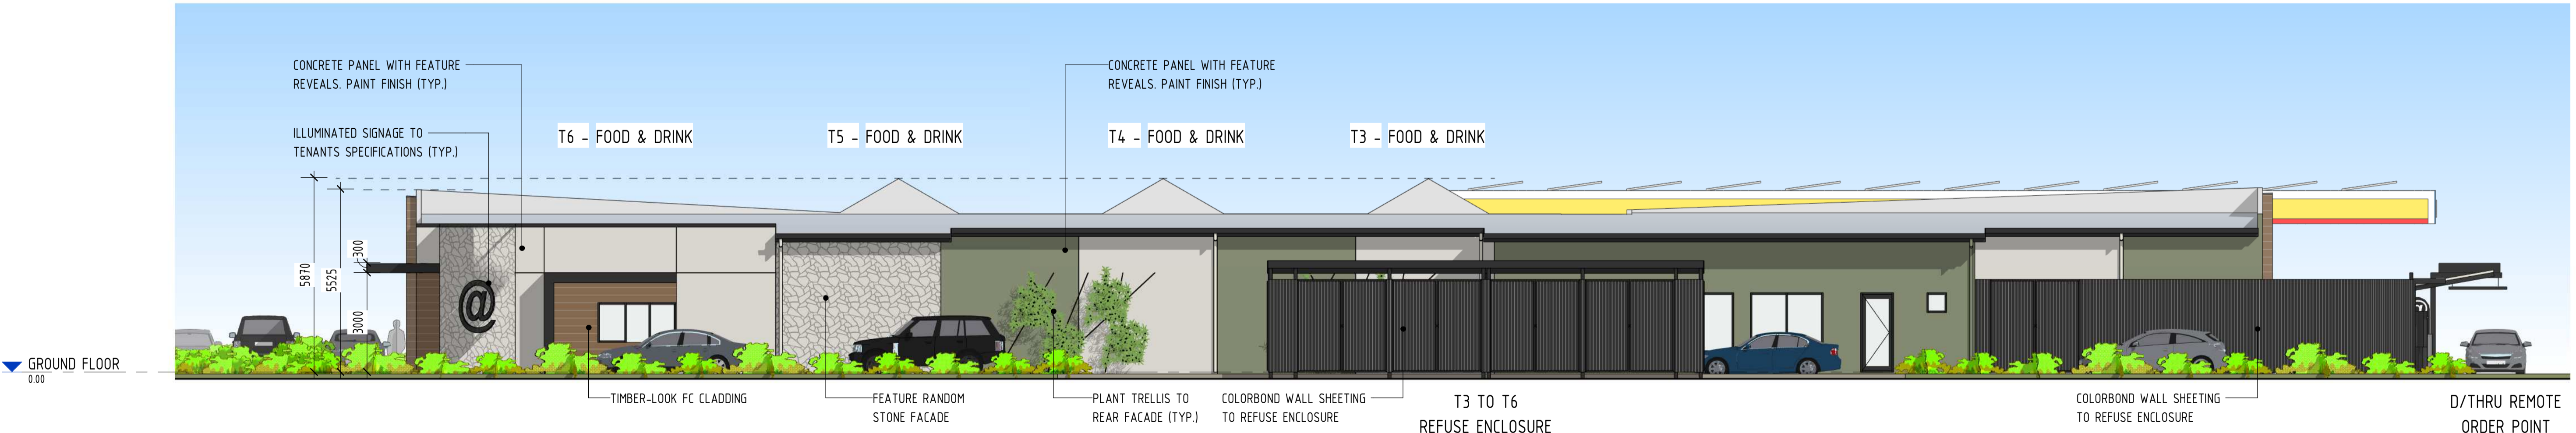 CONCRETE PANEL WITH FEATURE
REVEALS. PAINT FINISH (TYP.)
CONCRETE PANEL WITH FEATURE
REVEALS. PAINT FINISH (TYP.)
ILLUMINATED SIGNAGE TO
TENANTS SPECIFICATIONS (TYP.)
T6 - FOOD & DRINK
T5 - FOOD & DRINK
T4 - FOOD & DRINK
T3 - FOOD & DRINK
5870
5525
300
3000
@
GROUND FLOOR
0.00
TIMBER-LOOK FC CLADDING
FEATURE RANDOM
STONE FACADE
PLANT TRELLIS TO
REAR FACADE (TYP.)
COLORBOND WALL SHEETING
TO REFUSE ENCLOSURE
T3 TO T6
REFUSE ENCLOSURE
COLORBOND WALL SHEETING
TO REFUSE ENCLOSURE
D/THRU REMOTE
ORDER POINT